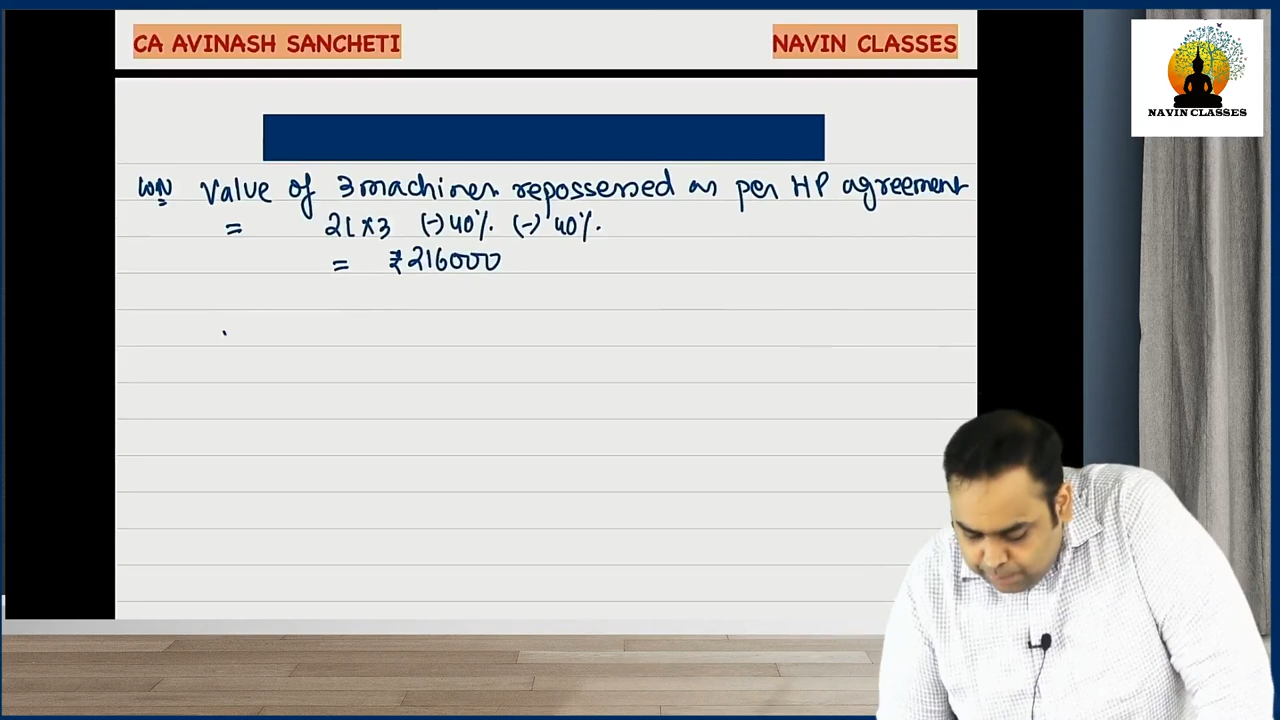 CA AVINASH SANCHETI
NAVIN CLASSES
NAVIN CLASSES
WN Value of 3 machines repossessed as per HP agreement
= 2L x 3 (-) 40% (-) 40%
= ₹216000